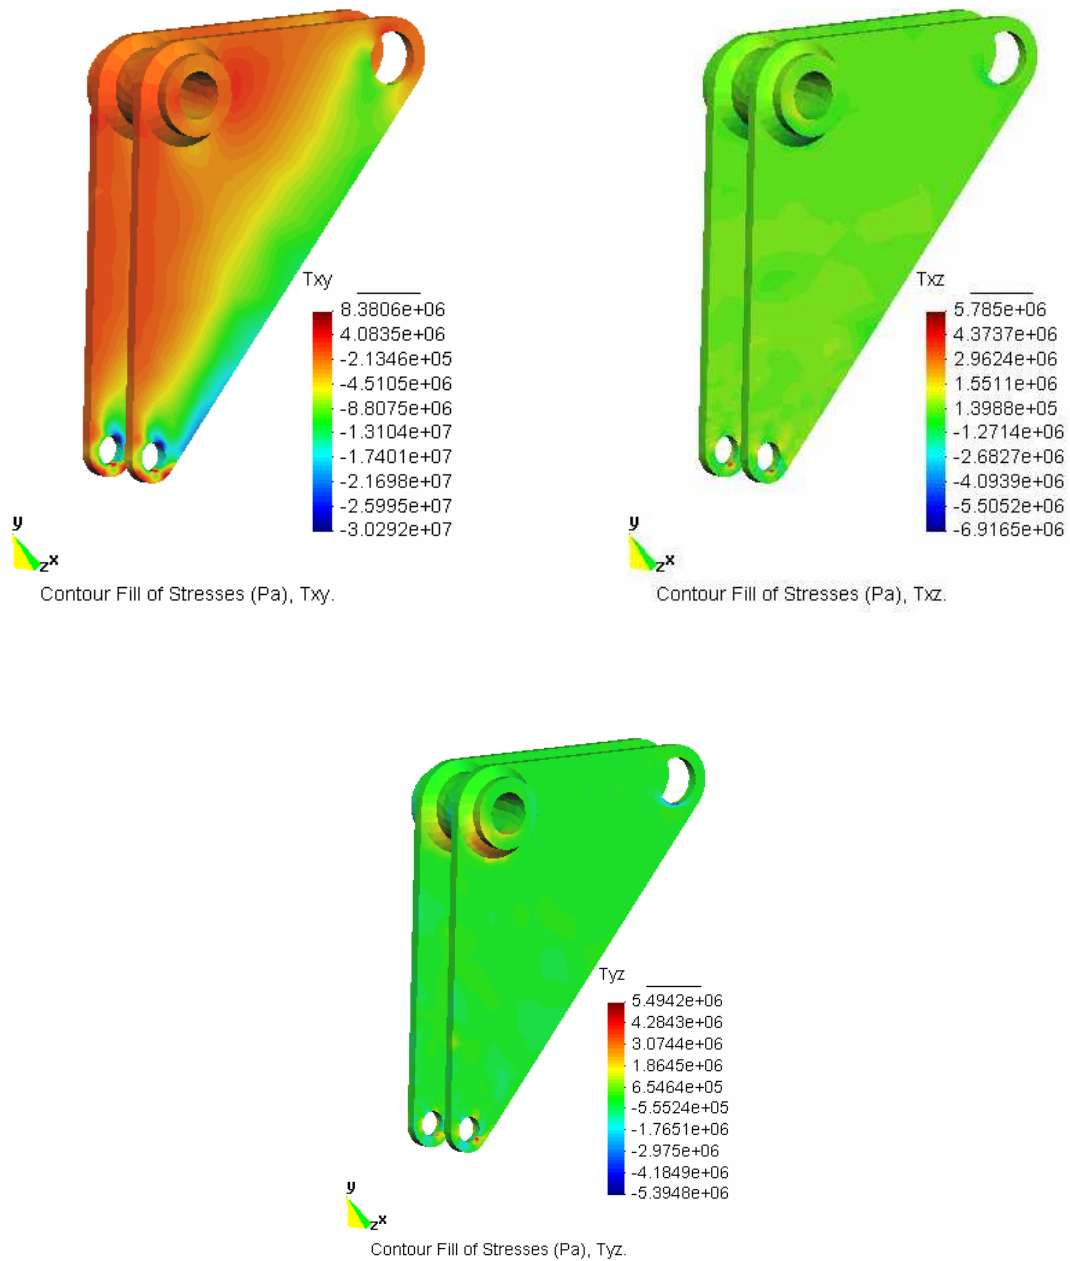 Txy
8.3806e+06
4.0835e+06
-2.1346e+05
-4.5105e+06
-8.8075e+06
-1.3104e+07
-1.7401e+07
-2.1698e+07
-2.5995e+07
-3.0292e+07
y
z x
Contour Fill of Stresses (Pa), Txy.
Txz
5.785e+06
4.3737e+06
2.9624e+06
1.5511e+06
1.3988e+05
-1.2714e+06
-2.6827e+06
-4.0939e+06
-5.5052e+06
-6.9165e+06
y
z x
Contour Fill of Stresses (Pa), Txz.
Tyz
5.4942e+06
4.2843e+06
3.0744e+06
1.8645e+06
6.5464e+05
-5.5524e+05
-1.7651e+06
-2.975e+06
-4.1849e+06
-5.3948e+06
y
z x
Contour Fill of Stresses (Pa), Tyz.